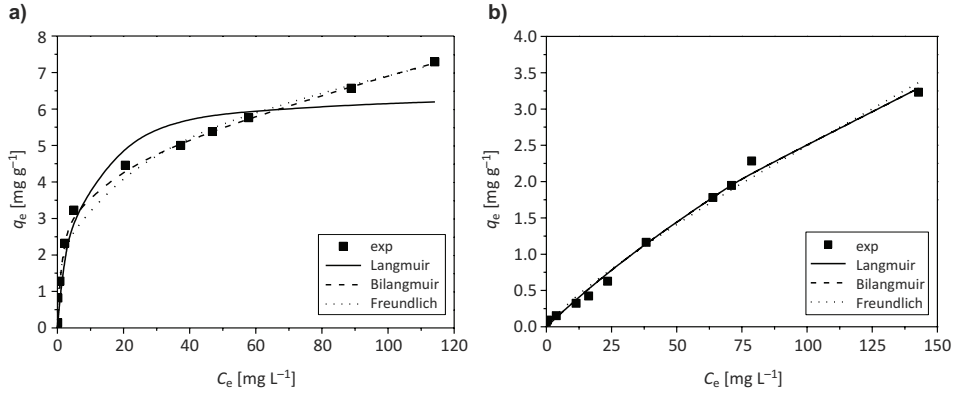 a)
8
7
6
5
4
3
2
1
0
qe [mg g–1]
0 20 40 60 80 100 120
Ce [mg L–1]
exp
Langmuir
Bilangmuir
Freundlich
b)
4.0
3.5
3.0
2.5
2.0
1.5
1.0
0.5
0.0
qe [mg g–1]
0 25 50 75 100 125 150
Ce [mg L–1]
exp
Langmuir
Bilangmuir
Freundlich